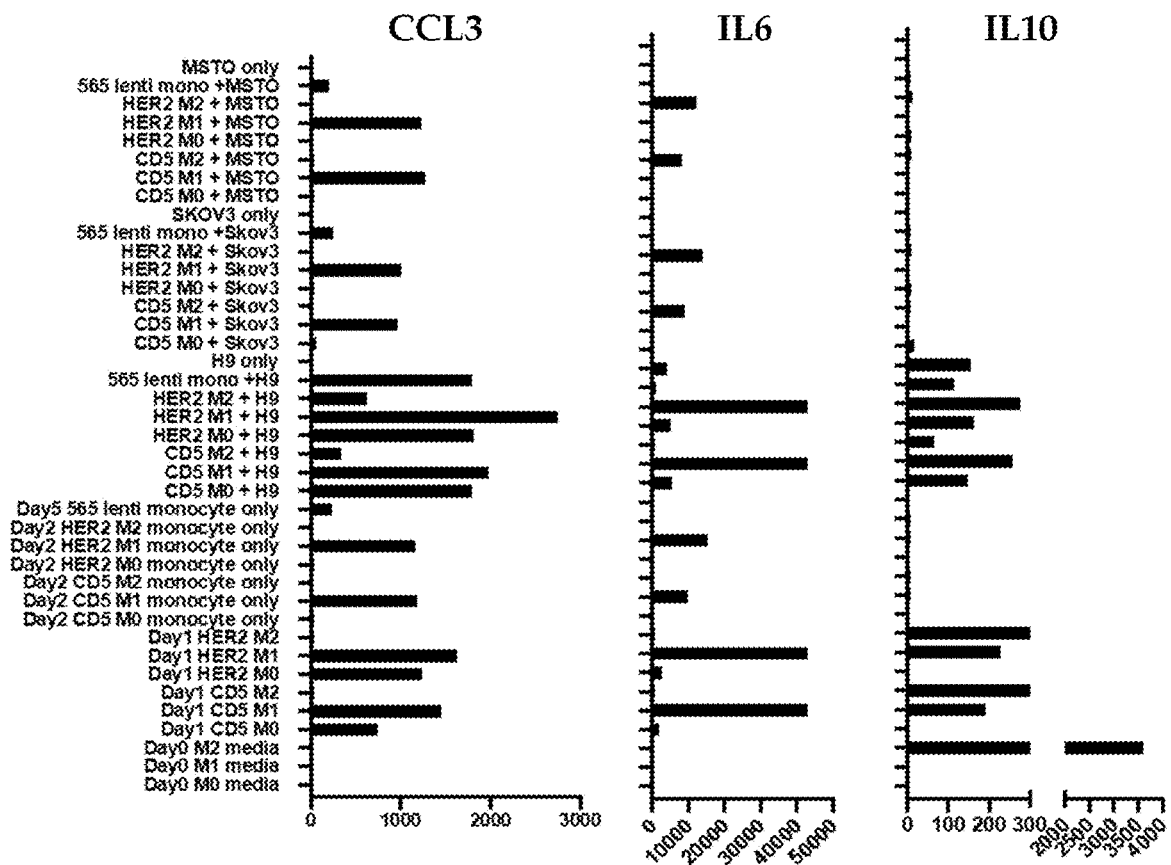 CCL3 IL6 IL10
MSTO only
565 lenti mono +MSTO
HER2 M2 + MSTO
HER2 M1 + MSTO
HER2 M0 + MSTO
CD5 M2 + MSTO
CD5 M1 + MSTO
CD5 M0 + MSTO
SKOV3 only
565 lenti mono +Skov3
HER2 M2 + Skov3
HER2 M1 + Skov3
HER2 M0 + Skov3
CD5 M2 + Skov3
CD5 M1 + Skov3
CD5 M0 + Skov3
H9 only
565 lenti mono +H9
HER2 M2 + H9
HER2 M1 + H9
HER2 M0 + H9
CD5 M2 + H9
CD5 M1 + H9
CD5 M0 + H9
Day5 565 lenti monocyte only
Day2 HER2 M2 monocyte only
Day2 HER2 M1 monocyte only
Day2 HER2 M0 monocyte only
Day2 CD5 M2 monocyte only
Day2 CD5 M1 monocyte only
Day2 CD5 M0 monocyte only
Day1 HER2 M2
Day1 HER2 M1
Day1 HER2 M0
Day1 CD5 M2
Day1 CD5 M1
Day1 CD5 M0
Day0 M2 media
Day0 M1 media
Day0 M0 media
0 1000 2000 3000 0 10000 20000 30000 40000 50000 0 100 200 300 2000 2500 3000 3500 4000